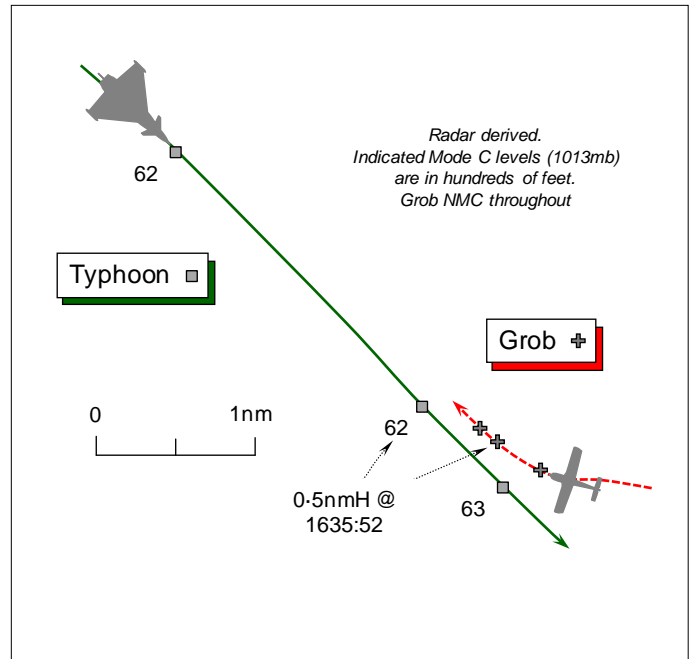 Radar derived.
Indicated Mode C levels (1013mb)
are in hundreds of feet.
Grob NMC throughout
62
Typhoon
Grob
0
1nm
62
0·5nmH @
1635:52
63